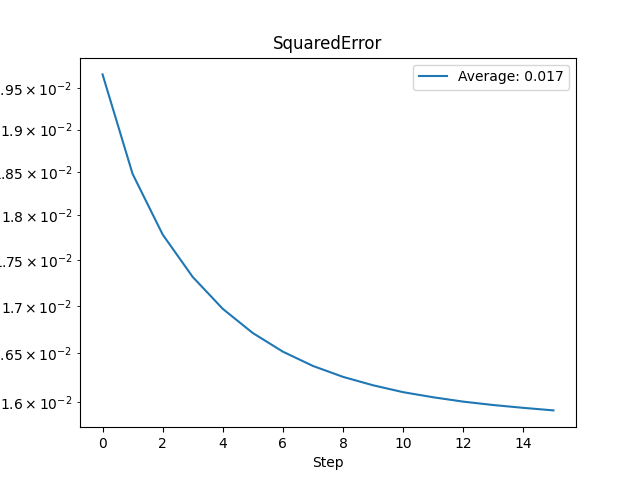 SquaredError
Average: 0.017
.95 × 10⁻²
1.9 × 10⁻²
1.85 × 10⁻²
1.8 × 10⁻²
1.75 × 10⁻²
1.7 × 10⁻²
.65 × 10⁻²
1.6 × 10⁻²
0 2 4 6 8 10 12 14
Step